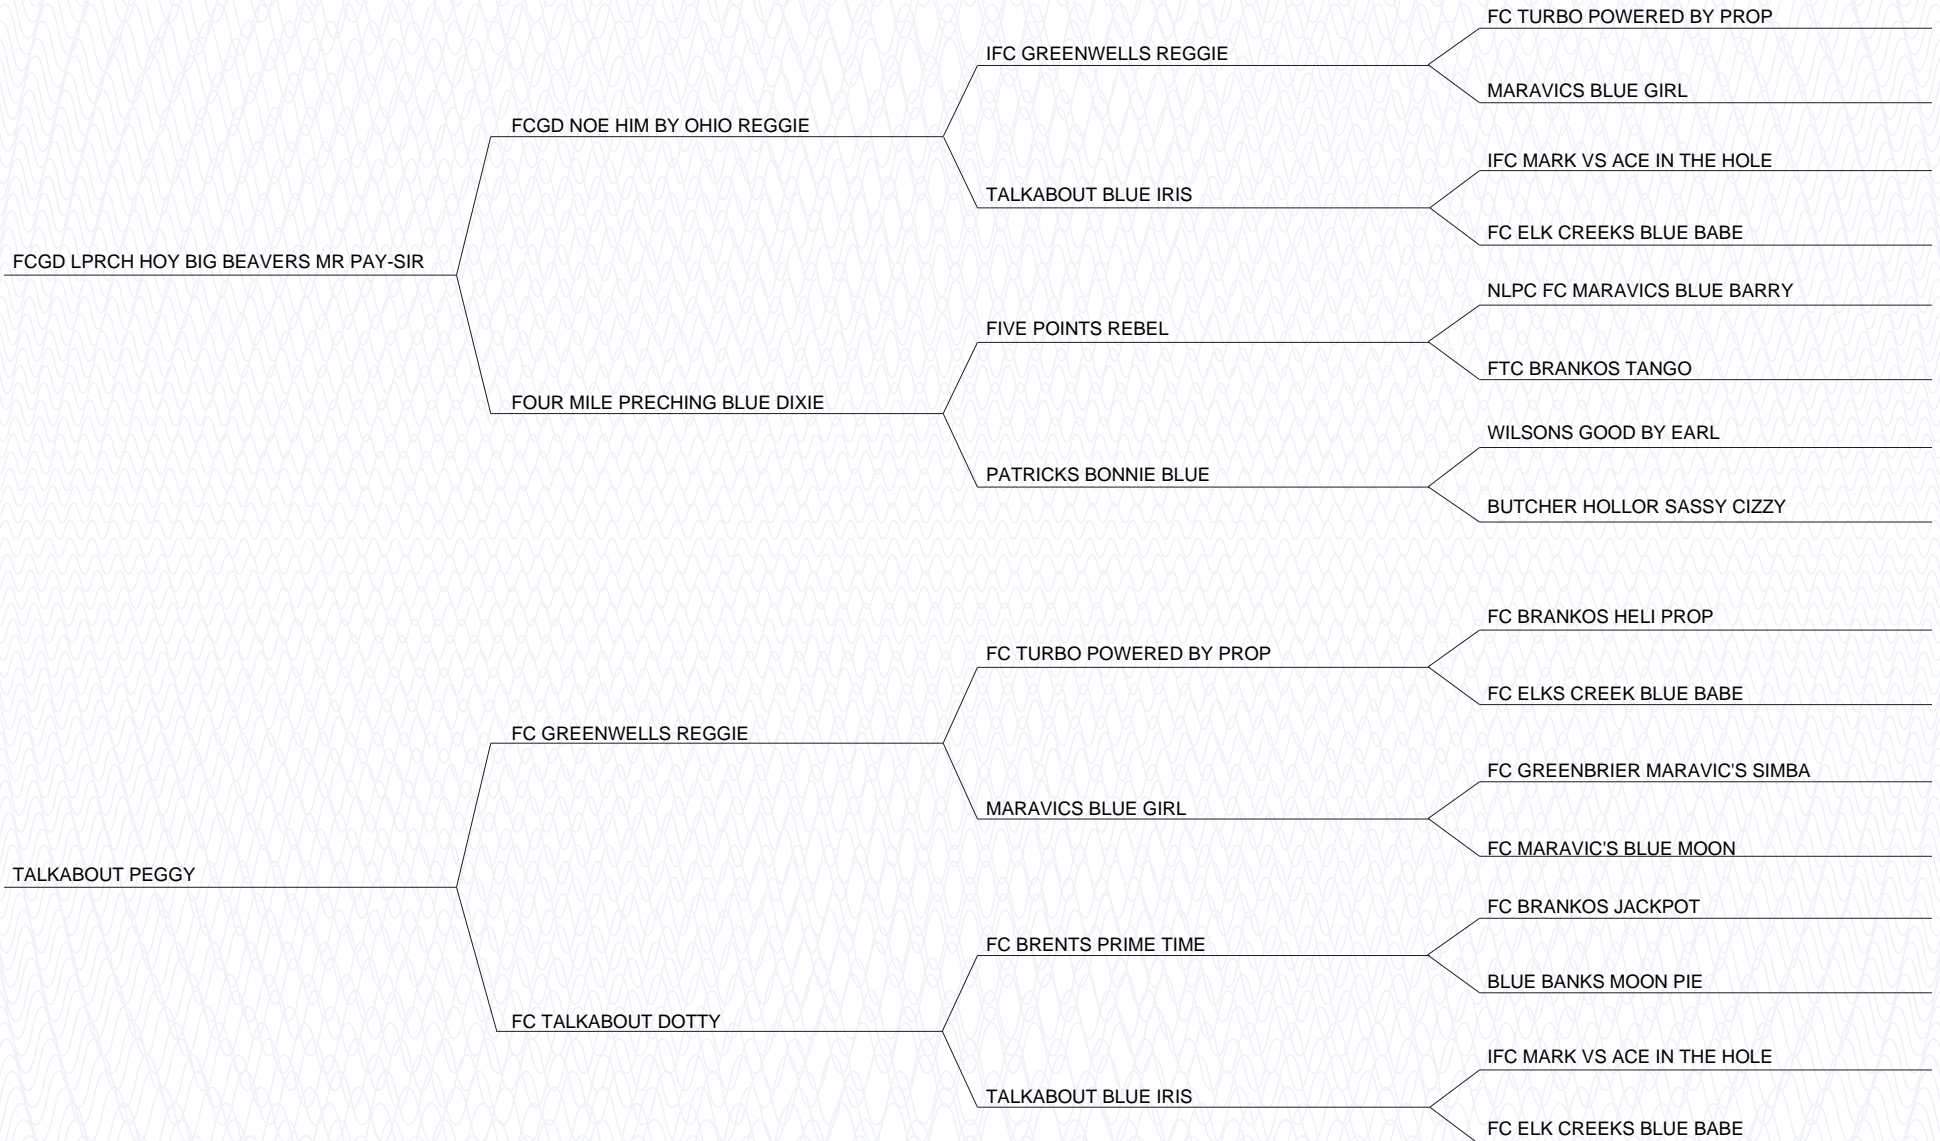 FC TURBO POWERED BY PROP
IFC GREENWELLS REGGIE
MARAVICS BLUE GIRL
FCGD NOE HIM BY OHIO REGGIE
IFC MARK VS ACE IN THE HOLE
TALKABOUT BLUE IRIS
FC ELK CREEKS BLUE BABE
FCGD LPRCH HOY BIG BEAVERS MR PAY-SIR
NLPC FC MARAVICS BLUE BARRY
FIVE POINTS REBEL
FTC BRANKOS TANGO
FOUR MILE PRECHING BLUE DIXIE
WILSONS GOOD BY EARL
PATRICKS BONNIE BLUE
BUTCHER HOLLOR SASSY CIZZY
FC BRANKOS HELI PROP
FC TURBO POWERED BY PROP
FC ELKS CREEK BLUE BABE
FC GREENWELLS REGGIE
FC GREENBRIER MARAVIC'S SIMBA
MARAVICS BLUE GIRL
FC MARAVIC'S BLUE MOON
TALKABOUT PEGGY
FC BRANKOS JACKPOT
FC BRENTS PRIME TIME
BLUE BANKS MOON PIE
FC TALKABOUT DOTTY
IFC MARK VS ACE IN THE HOLE
TALKABOUT BLUE IRIS
FC ELK CREEKS BLUE BABE